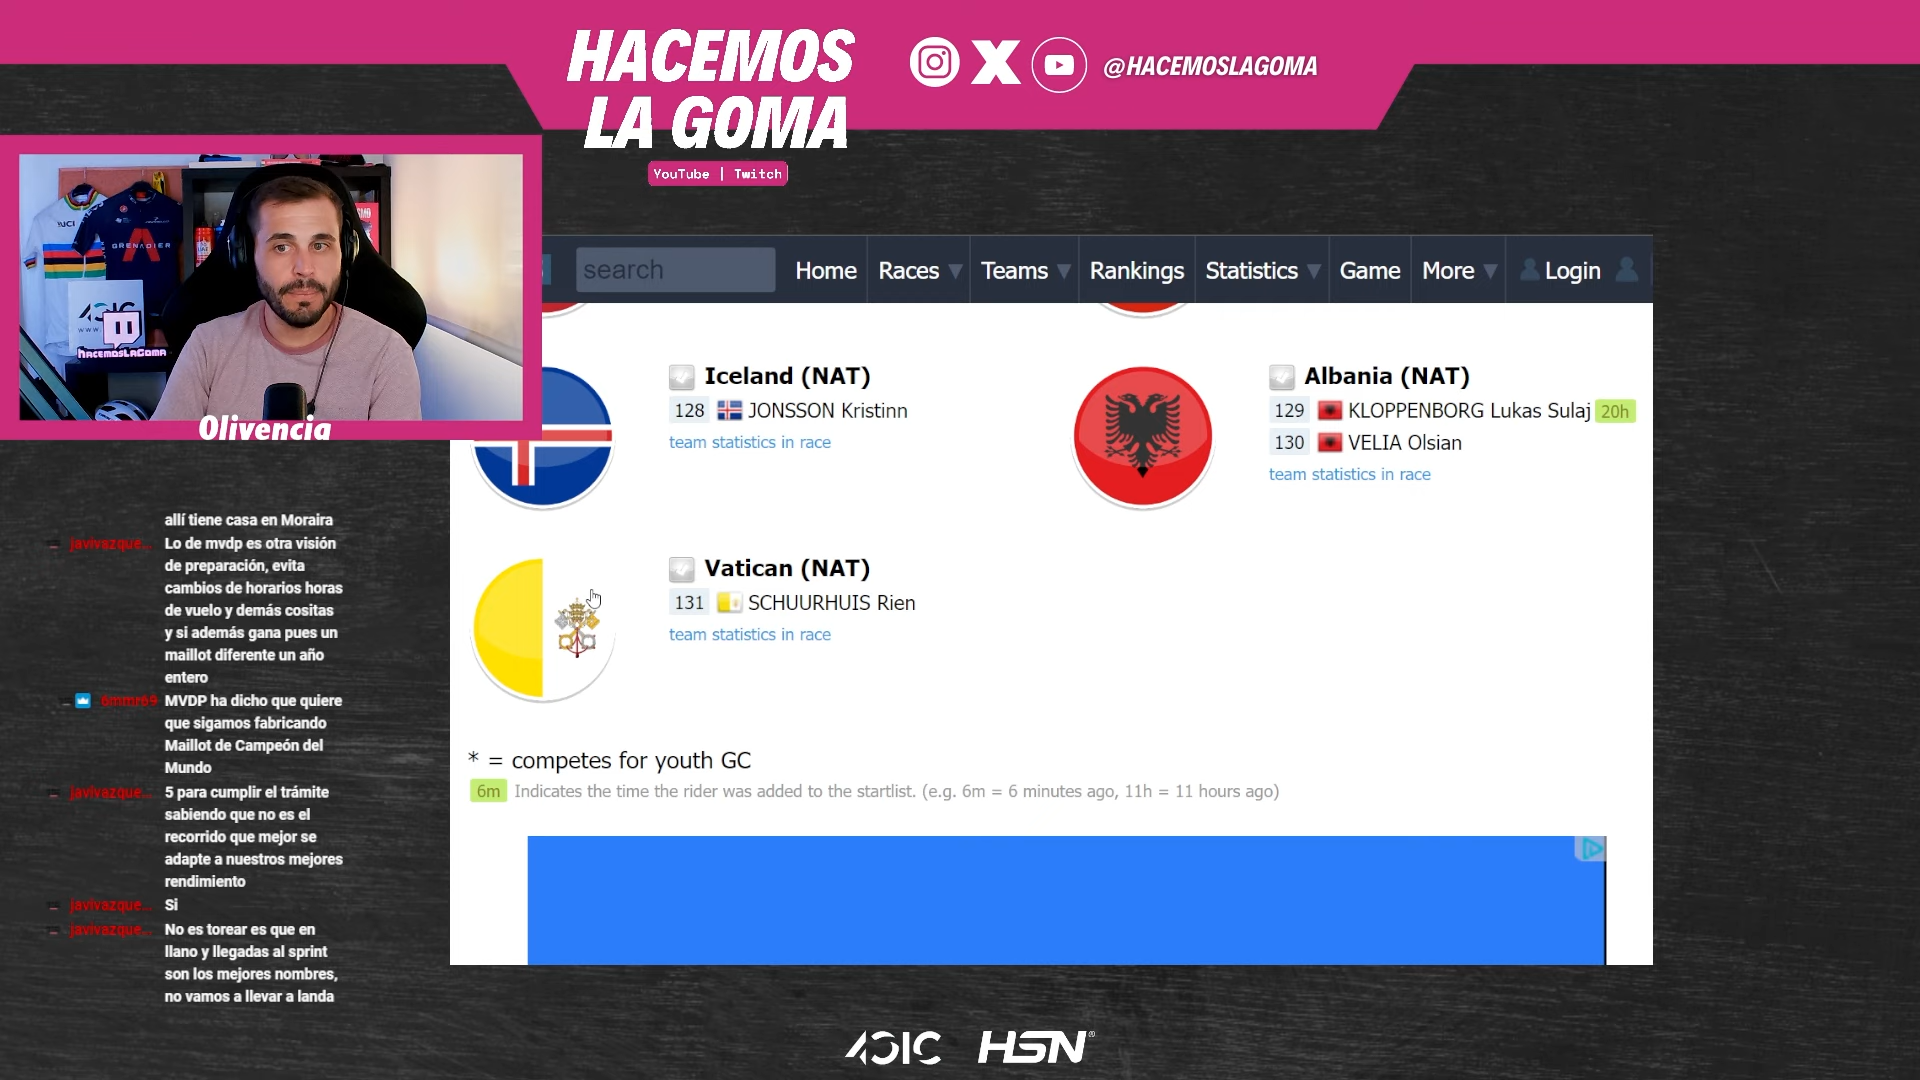 HACEMOS
LA GOMA
YouTube | Twitch
@HACEMOSLAGOMA
UCI
GRENADIER
HACEMOSLAGOMA
Olivencia
search
Home
Races
Teams
Rankings
Statistics
Game
More
Login
Iceland (NAT)
128 JONSSON Kristinn
team statistics in race
Albania (NAT)
129 KLOPPENBORG Lukas Sulaj 20h
130 VELIA Olsian
team statistics in race
Vatican (NAT)
131 SCHUURHUIS Rien
team statistics in race
* = competes for youth GC
6m Indicates the time the rider was added to the startlist. (e.g. 6m = 6 minutes ago, 11h = 11 hours ago)
allí tiene casa en Moraira
javivazque... Lo de mvdp es otra visión
de preparación, evita
cambios de horarios horas
de vuelo y demás cositas
y si además gana pues un
maillot diferente un año
entero
6mmr69 MVDP ha dicho que quiere
que sigamos fabricando
Maillot de Campeón del
Mundo
javivazque... 5 para cumplir el trámite
sabiendo que no es el
recorrido que mejor se
adapte a nuestros mejores
rendimiento
javivazque... Si
javivazque... No es torear es que en
llano y llegadas al sprint
son los mejores nombres,
no vamos a llevar a landa
HSN